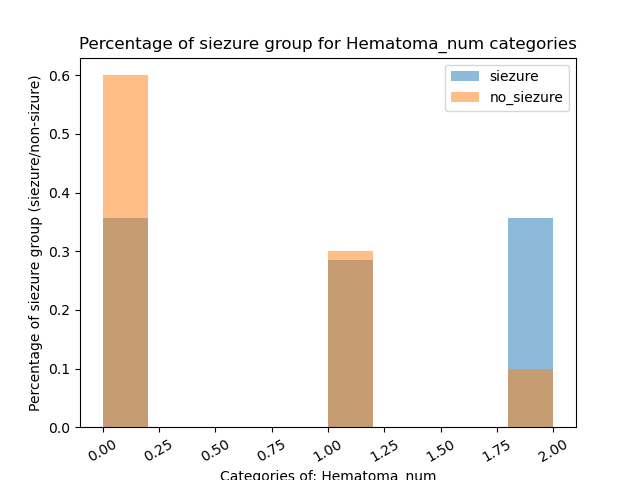 Percentage of siezure group for Hematoma_num categories
siezure
no_siezure
Percentage of siezure group (siezure/non-sizure)
0.6
0.5
0.4
0.3
0.2
0.1
0.0
0.00 0.25 0.50 0.75 1.00 1.25 1.50 1.75 2.00
Categories of: Hematoma_num